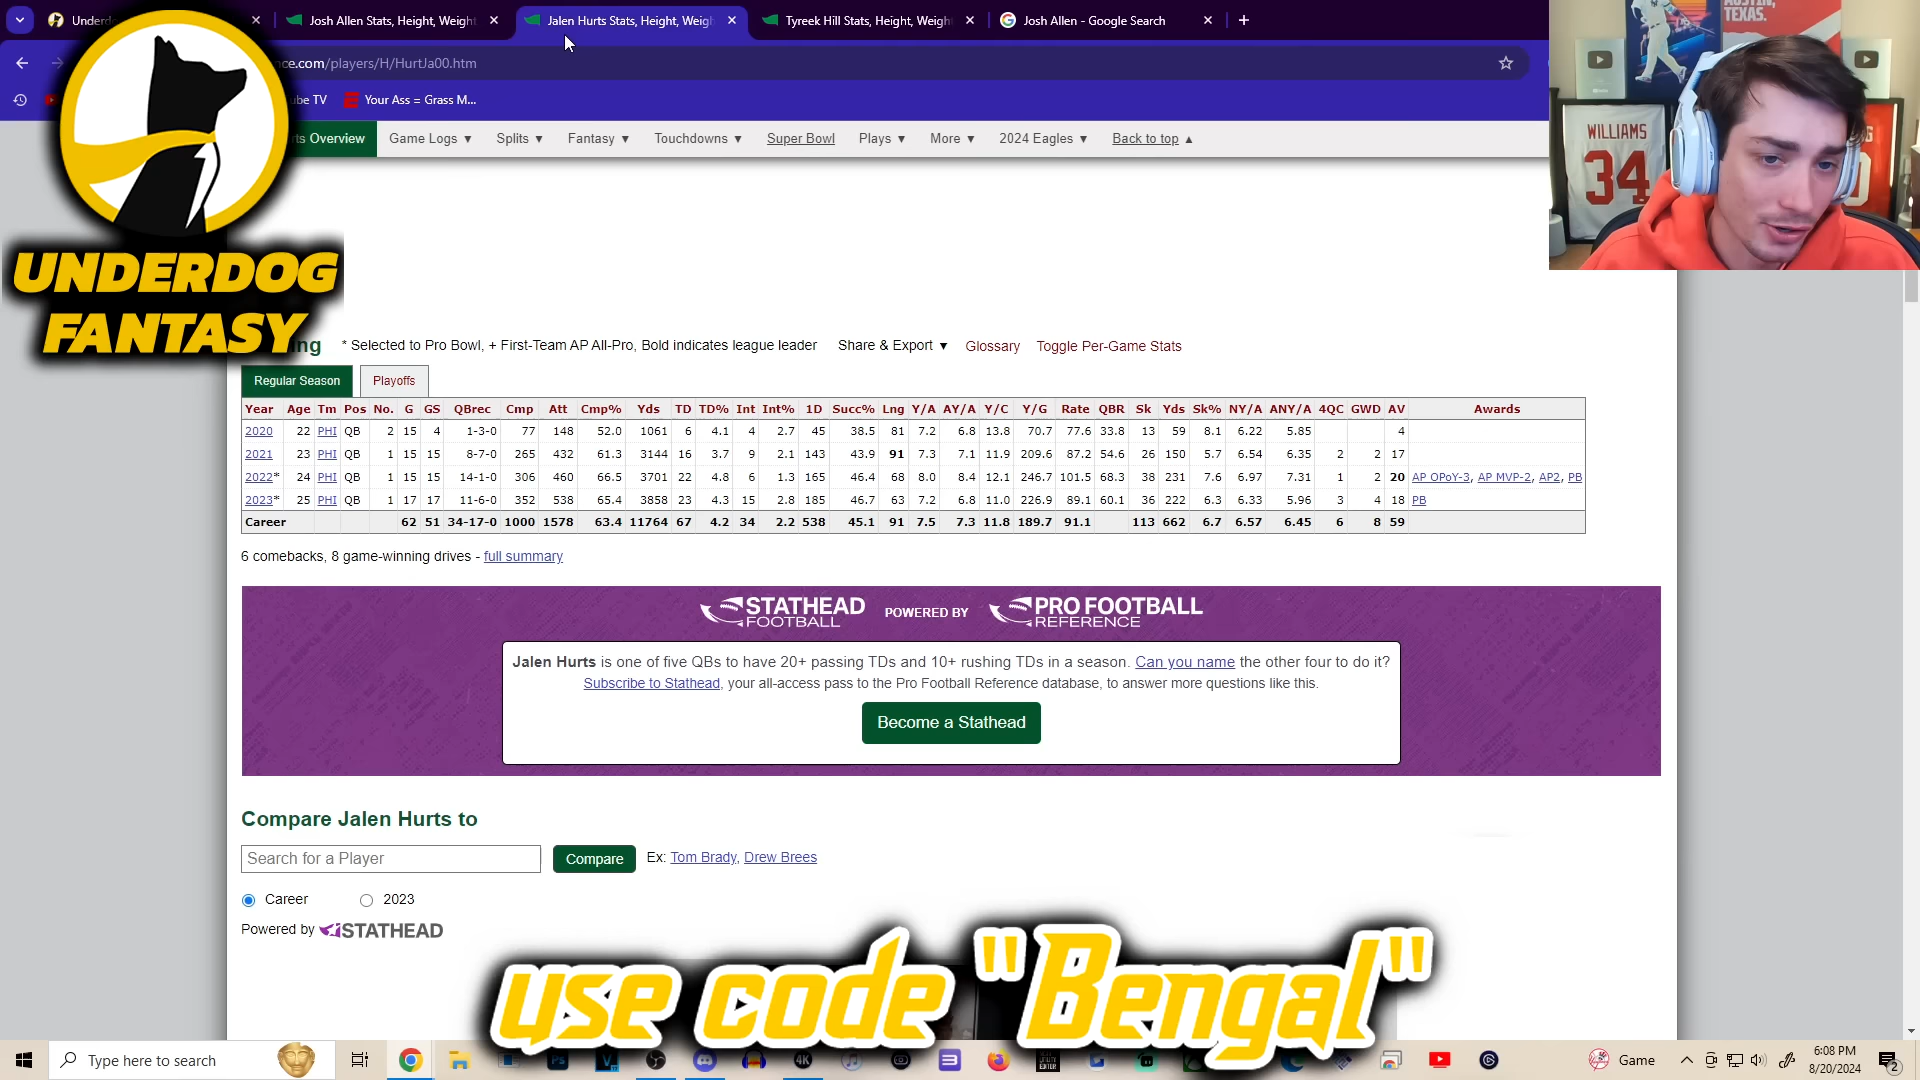 Underd
Josh Allen Stats, Height, Weigh
Jalen Hurts Stats, Height, Weig
Tyreek Hill Stats, Height, Weigh
Josh Allen - Google Search
nce.com/players/H/HurtJa00.htm
ube TV
Your Ass = Grass M...
rts Overview
Game Logs ▼
Splits ▼
Fantasy ▼
Touchdowns ▼
Super Bowl
Plays ▼
More ▼
2024 Eagles ▼
Back to top ▲
AUSTIN,
TEXAS.
WILLIAMS
34
UNDERDOG
FANTASY
ing * Selected to Pro Bowl, + First-Team AP All-Pro, Bold indicates league leader Share & Export ▼ Glossary Toggle Per-Game Stats
Regular Season Playoffs
Year Age Tm Pos No. G GS QBrec Cmp Att Cmp% Yds TD TD% Int Int% 1D Succ% Lng Y/A AY/A Y/C Y/G Rate QBR Sk Yds Sk% NY/A ANY/A 4QC GWD AV Awards
2020 22 PHI QB 2 15 4 1-3-0 77 148 52.0 1061 6 4.1 4 2.7 45 38.5 81 7.2 6.8 13.8 70.7 77.6 33.8 13 59 8.1 6.22 5.85 4
2021 23 PHI QB 1 15 15 8-7-0 265 432 61.3 3144 16 3.7 9 2.1 143 43.9 91 7.3 7.1 11.9 209.6 87.2 54.6 26 150 5.7 6.54 6.35 2 2 17
2022* 24 PHI QB 1 15 15 14-1-0 306 460 66.5 3701 22 4.8 6 1.3 165 46.4 68 8.0 8.4 12.1 246.7 101.5 68.3 38 231 7.6 6.97 7.31 1 2 20 AP OPoY-3, AP MVP-2, AP2, PB
2023* 25 PHI QB 1 17 17 11-6-0 352 538 65.4 3858 23 4.3 15 2.8 185 46.7 63 7.2 6.8 11.0 226.9 89.1 60.1 36 222 6.3 6.33 5.96 3 4 18 PB
Career 62 51 34-17-0 1000 1578 63.4 11764 67 4.2 34 2.2 538 45.1 91 7.5 7.3 11.8 189.7 91.1 113 662 6.7 6.57 6.45 6 8 59
6 comebacks, 8 game-winning drives - full summary
STATHEAD FOOTBALL POWERED BY PRO FOOTBALL REFERENCE
Jalen Hurts is one of five QBs to have 20+ passing TDs and 10+ rushing TDs in a season. Can you name the other four to do it?
Subscribe to Stathead, your all-access pass to the Pro Football Reference database, to answer more questions like this.
Become a Stathead
Compare Jalen Hurts to
Search for a Player Compare Ex: Tom Brady, Drew Brees
Career 2023
Powered by STATHEAD
use code "Bengal"
Type here to search
4K
Game
6:08 PM
8/20/2024
2